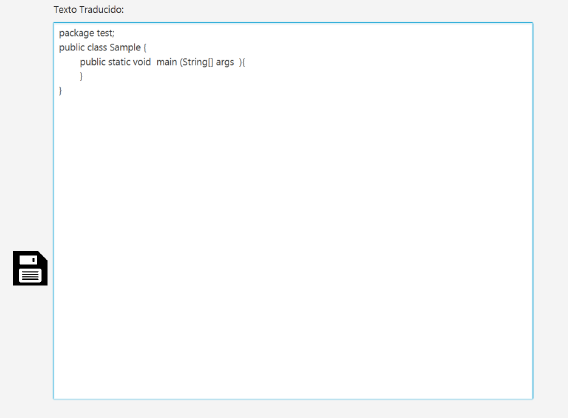 Texto Traducido:
package test;
public class Sample {
public static void  main (String[] args  ){
}
}